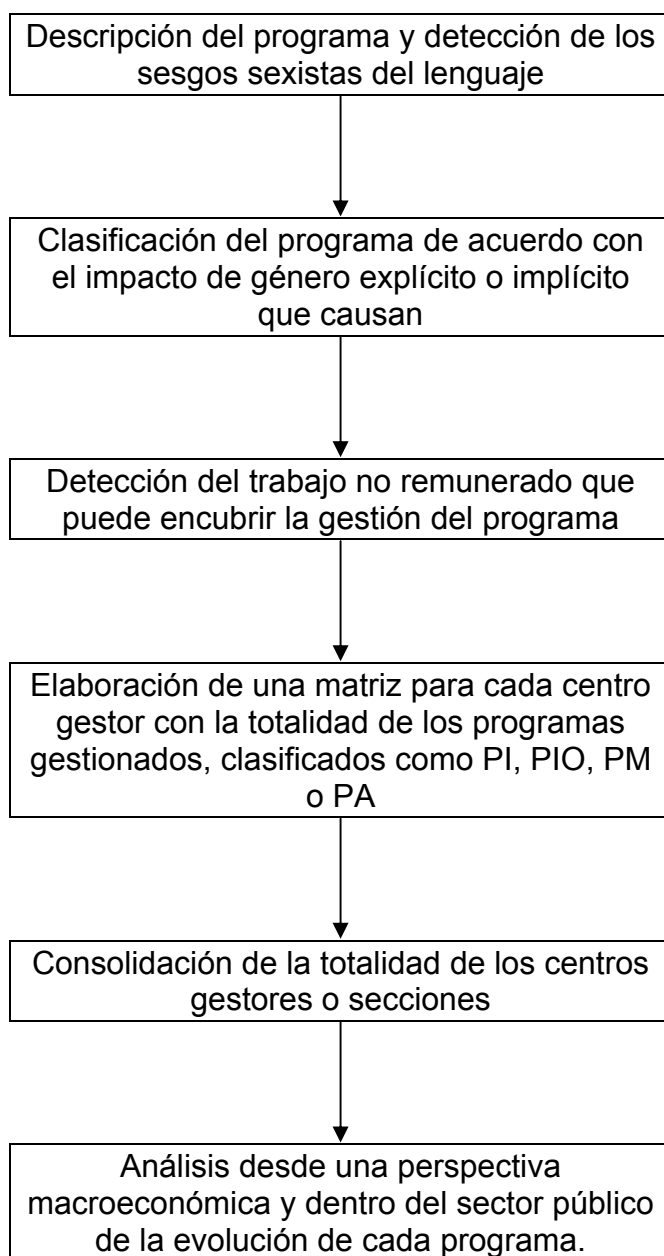 Descripción del programa y detección de los
sesgos sexistas del lenguaje
Clasificación del programa de acuerdo con
el impacto de género explícito o implícito
que causan
Detección del trabajo no remunerado que
puede encubrir la gestión del programa
Elaboración de una matriz para cada centro
gestor con la totalidad de los programas
gestionados, clasificados como PI, PIO, PM
o PA
Consolidación de la totalidad de los centros
gestores o secciones
Análisis desde una perspectiva
macroeconómica y dentro del sector público
de la evolución de cada programa.